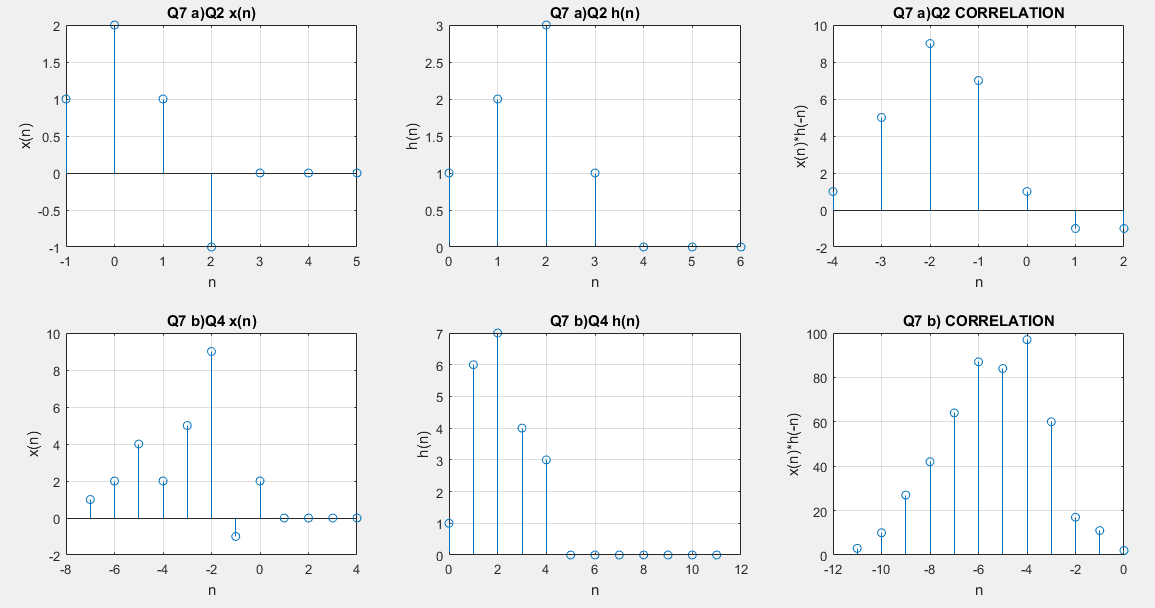 Q7 a)Q2 x(n)
2
1.5
1
0.5
0
-0.5
-1
x(n)
-1 0 1 2 3 4 5
n
Q7 a)Q2 h(n)
3
2.5
2
1.5
1
0.5
0
h(n)
0 1 2 3 4 5 6
n
Q7 a)Q2 CORRELATION
10
8
6
4
2
0
-2
x(n)*h(-n)
-4 -3 -2 -1 0 1 2
n
Q7 b)Q4 x(n)
10
8
6
4
2
0
-2
x(n)
-8 -6 -4 -2 0 2 4
n
Q7 b)Q4 h(n)
7
6
5
4
3
2
1
0
h(n)
0 2 4 6 8 10 12
n
Q7 b) CORRELATION
100
80
60
40
20
0
x(n)*h(-n)
-12 -10 -8 -6 -4 -2 0
n